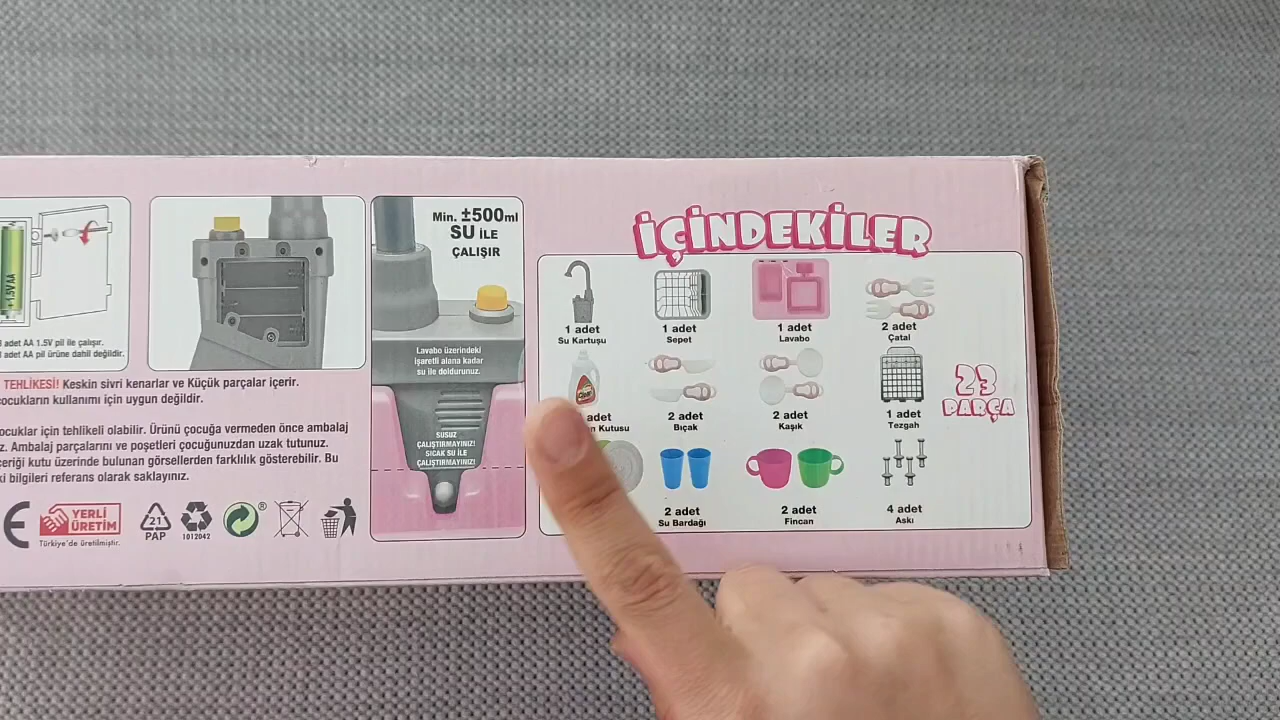 + 1.5V AA
adet AA 1.5V pil ile çalışır.
adet AA pil ürüne dahil değildir.
Min. ±500ml
SU İLE
ÇALIŞIR
Lavabo üzerindeki
işaretli alana kadar
su ile doldurunuz.
SUSUZ
ÇALIŞTIRMAYINIZ!
SICAK SU İLE
ÇALIŞTIRMAYINIZ!
TEHLİKESİ! Keskin sivri kenarlar ve Küçük parçalar içerir.
çocukların kullanımı için uygun değildir.
çocuklar için tehlikeli olabilir. Ürünü çocuğa vermeden önce ambalaj
Ambalaj parçalarını ve poşetleri çocuğunuzdan uzak tutunuz.
içeriği kutu üzerinde bulunan görsellerden farklılık gösterebilir. Bu
bilgileri referans olarak saklayınız.
CE
YERLİ
ÜRETİM
Türkiye'de üretilmiştir.
21
PAP
1012042
®
İÇİNDEKİLER
1 adet
Su Kartuşu
1 adet
Sepet
1 adet
Lavabo
2 adet
Çatal
adet
Kutusu
2 adet
Bıçak
2 adet
Kaşık
1 adet
Tezgah
2 adet
Su Bardağı
2 adet
Fincan
4 adet
Askı
23
PARÇA